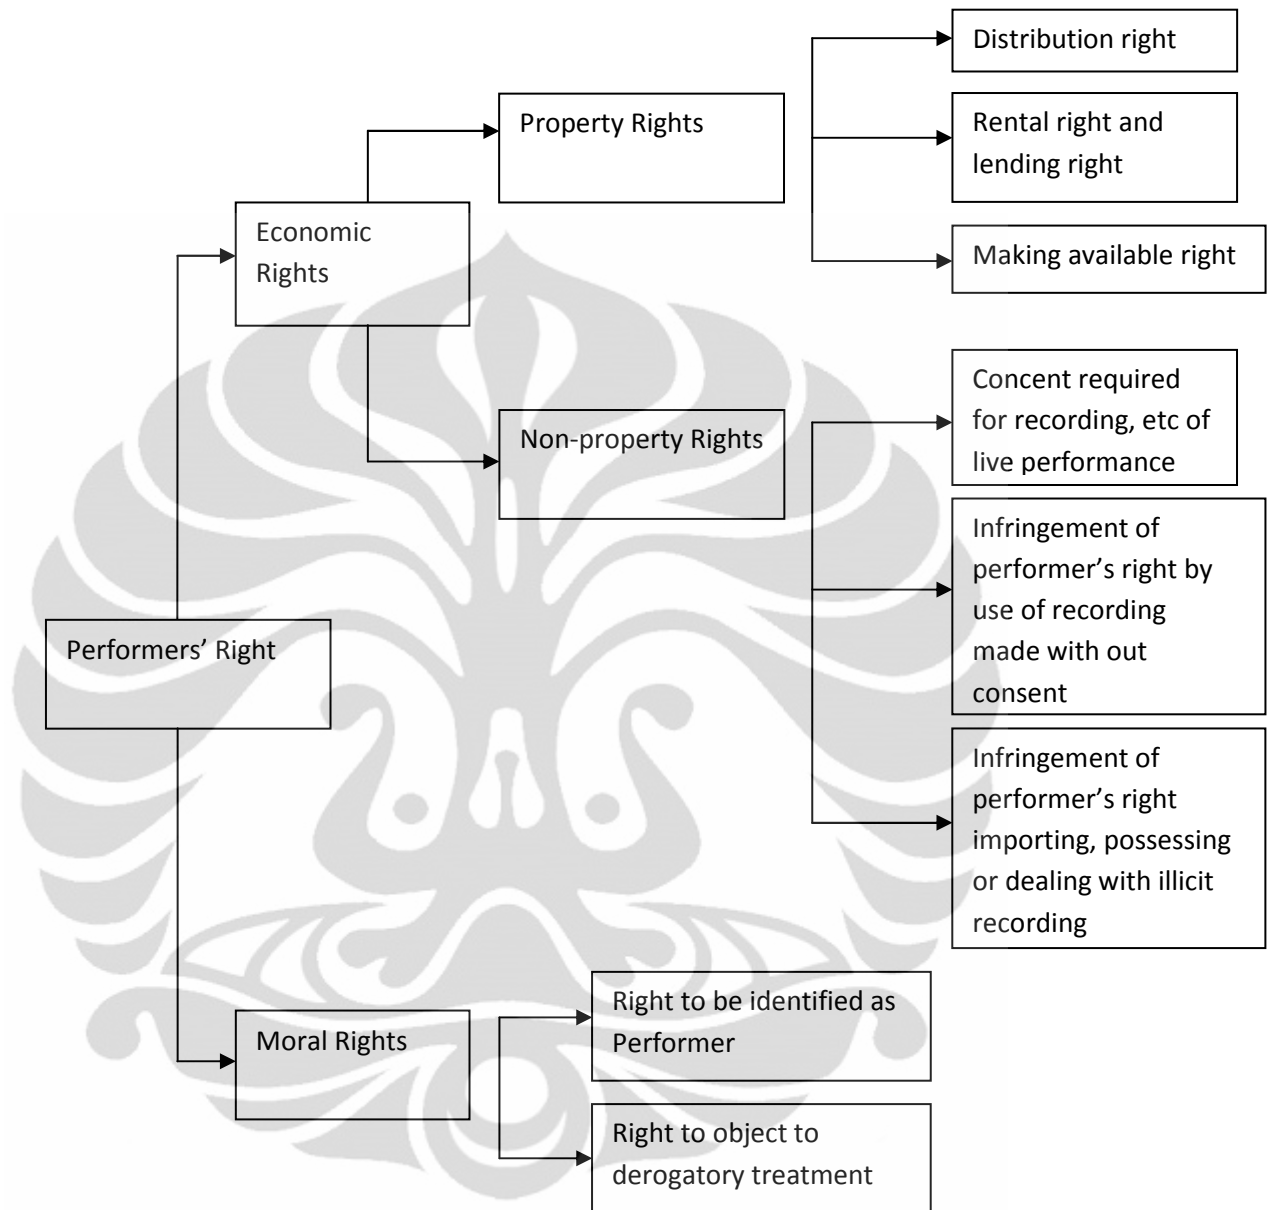 Distribution right
Property Rights
Rental right and
lending right
Economic
Rights
Making available right
Concent required
for recording, etc of
live performance
Non-property Rights
Infringement of
performer’s right by
use of recording
made with out
consent
Performers’ Right
Infringement of
performer’s right
importing, possessing
or dealing with illicit
recording
Right to be identified as
Performer
Moral Rights
Right to object to
derogatory treatment